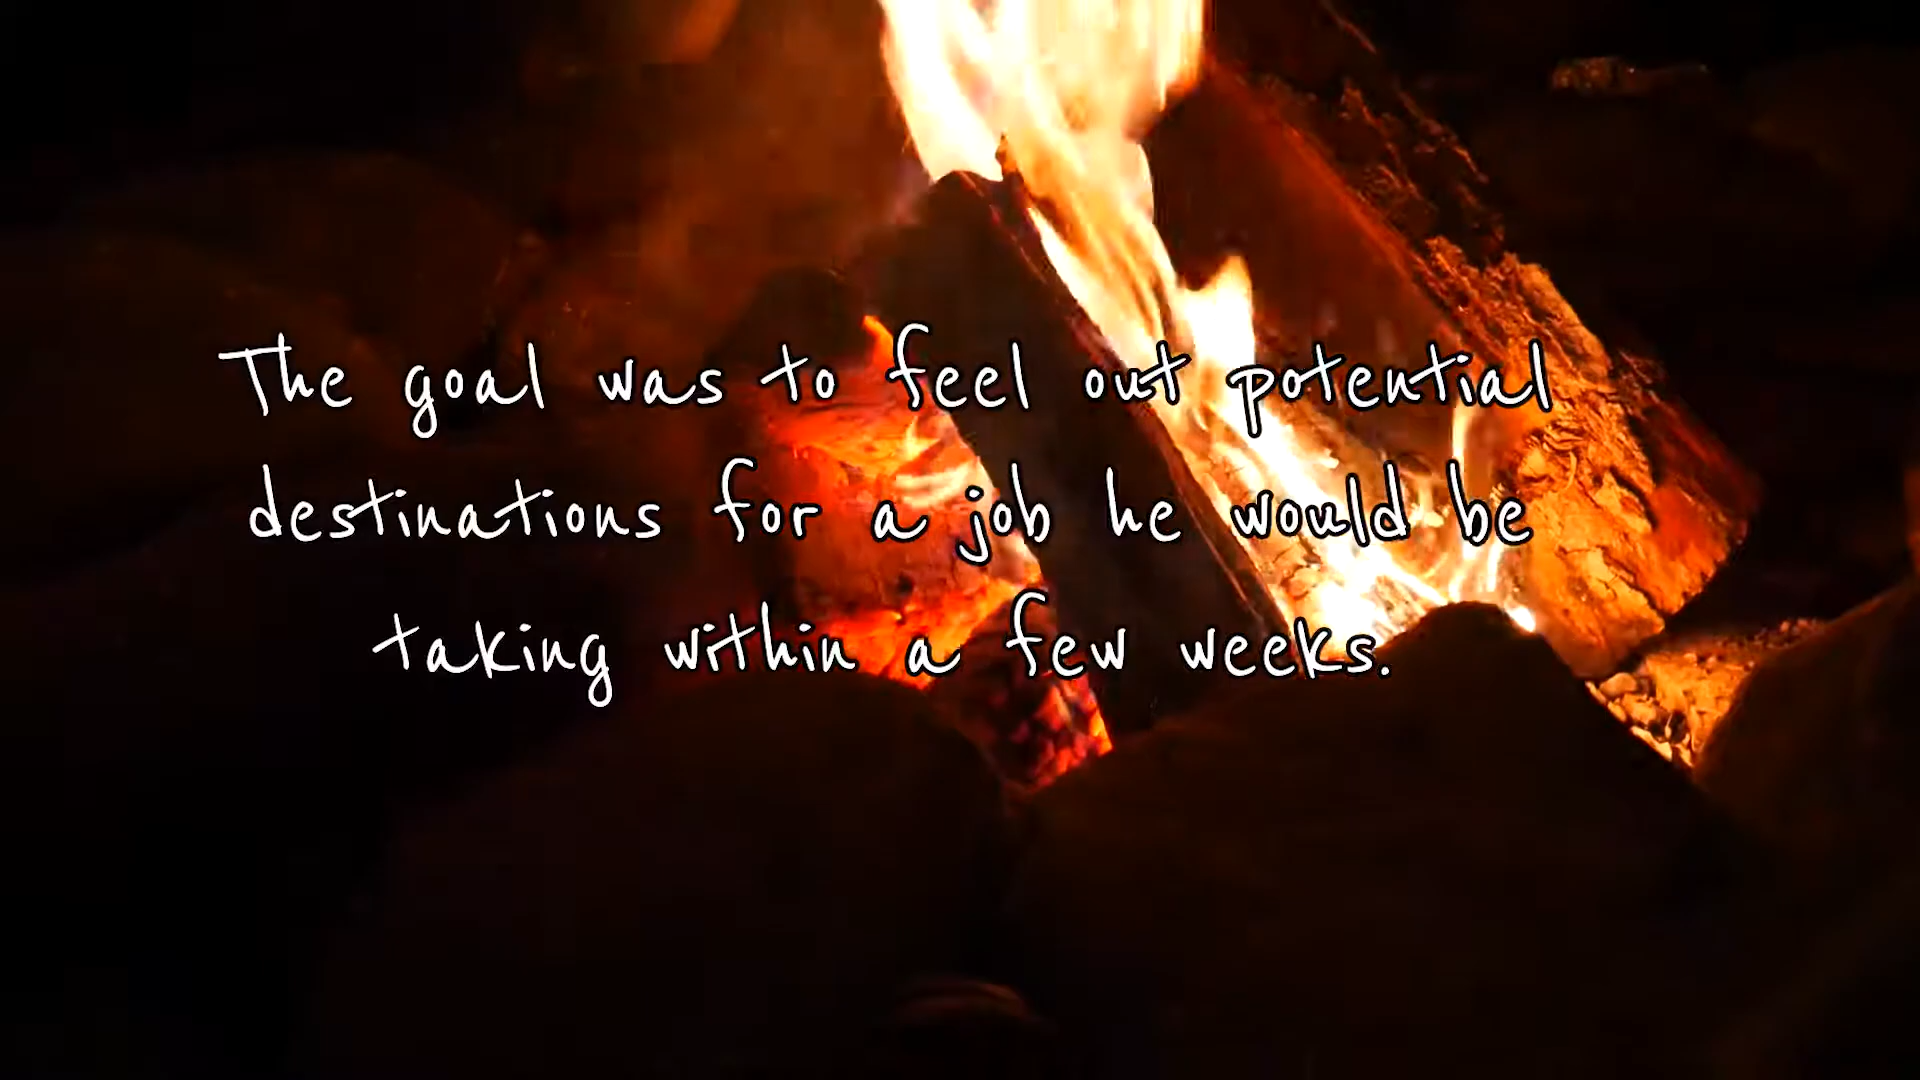 The goal was to feel out potential
destinations for a job he would be
taking within a few weeks.